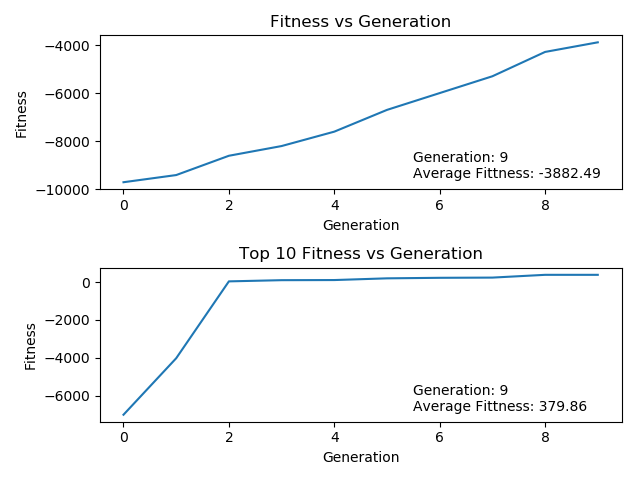 Fitness vs Generation
−4000
−6000
−8000
−10000
Fitness
Generation: 9
Average Fittness: -3882.49
0 2 4 6 8
Generation
Top 10 Fitness vs Generation
0
−2000
−4000
−6000
Fitness
Generation: 9
Average Fittness: 379.86
0 2 4 6 8
Generation